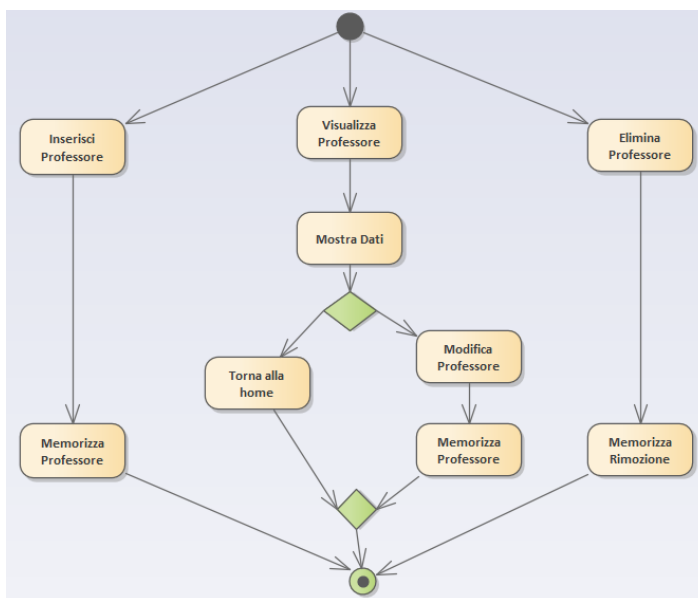 Inserisci
Professore
Visualizza
Professore
Elimina
Professore
Mostra Dati
Torna alla
home
Modifica
Professore
Memorizza
Professore
Memorizza
Professore
Memorizza
Rimozione